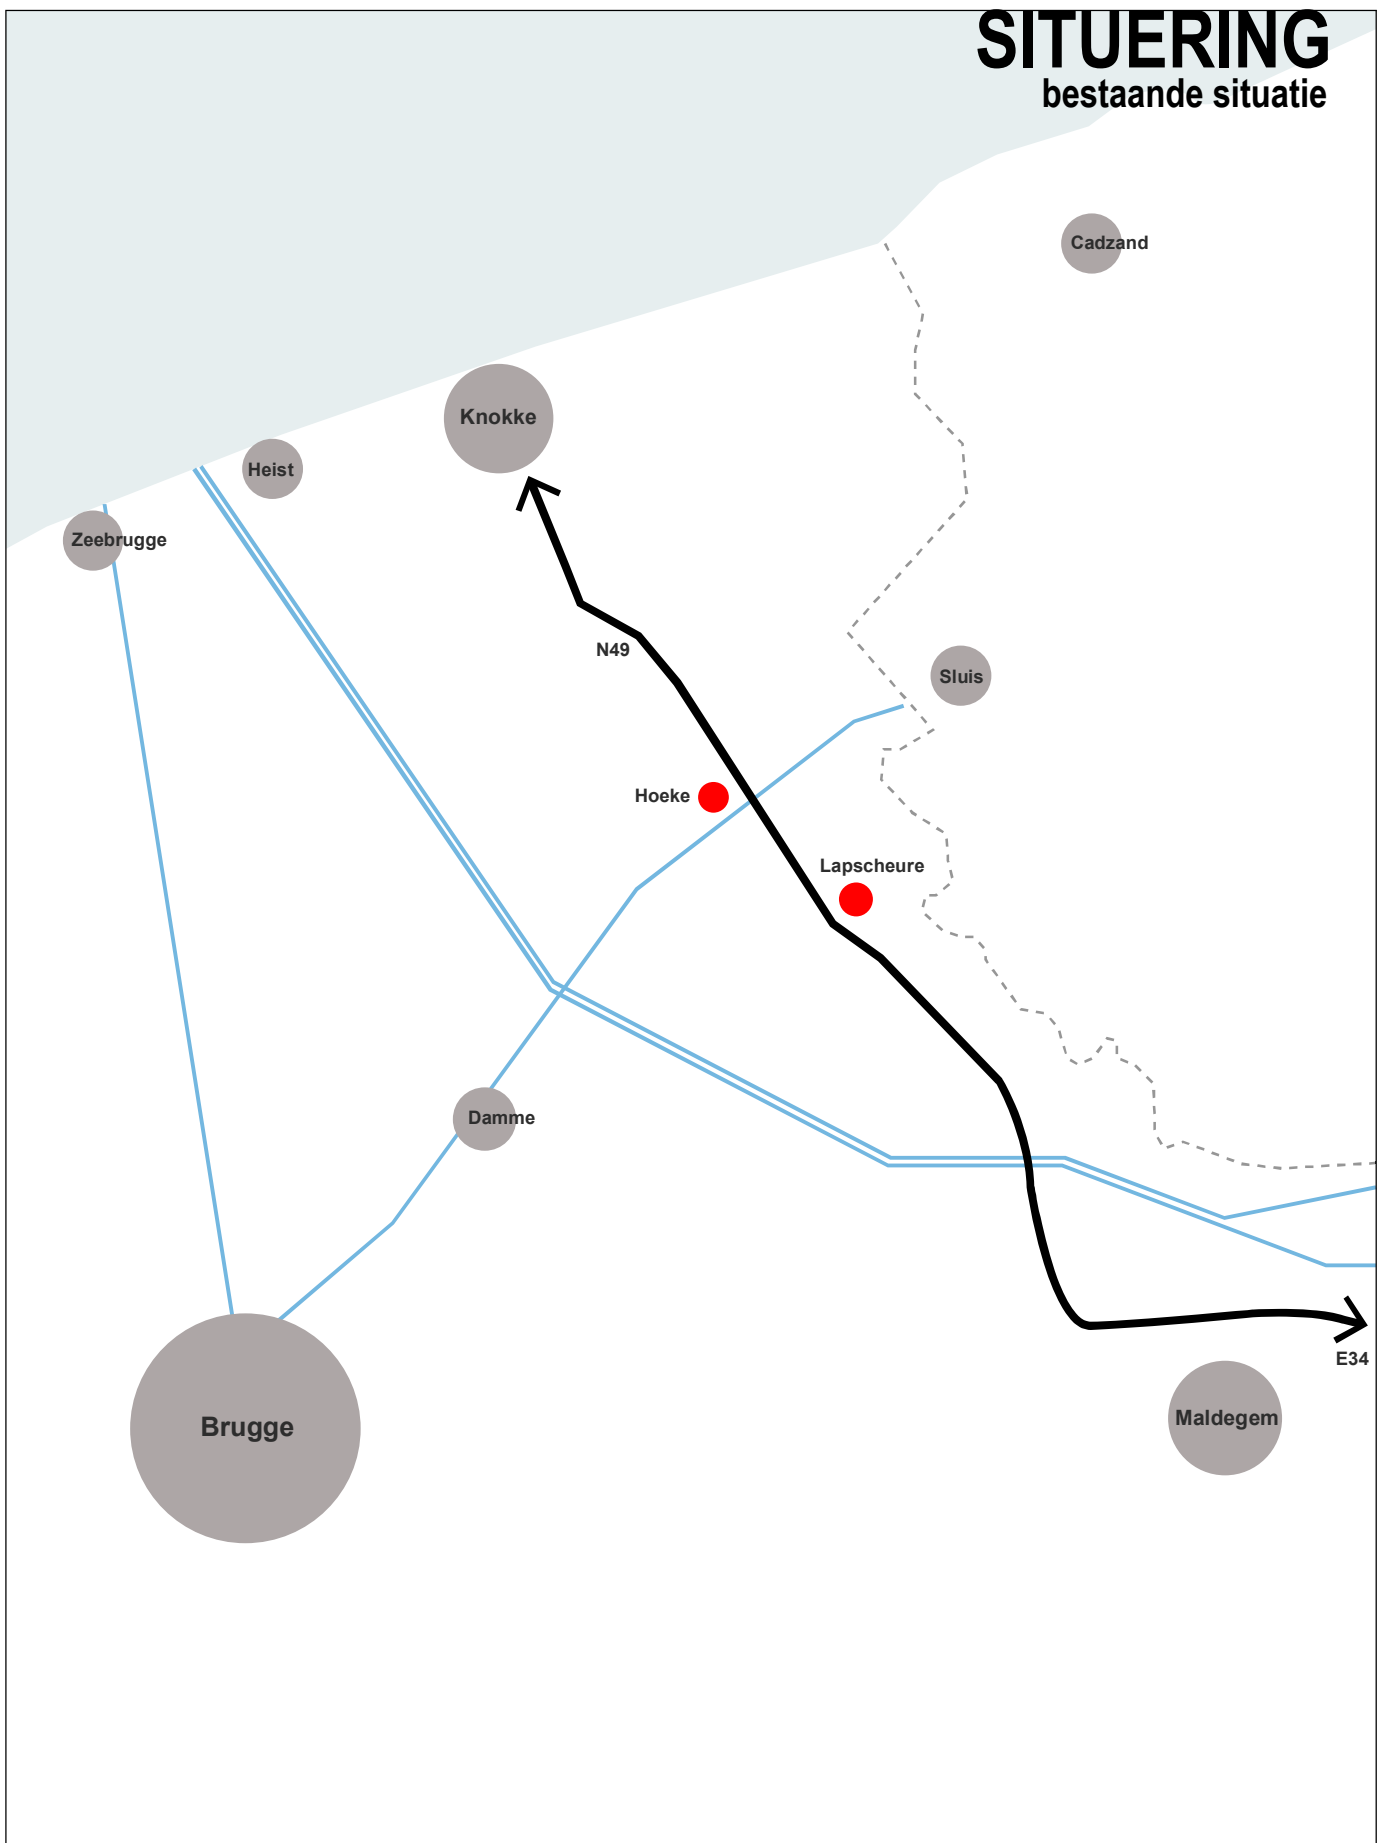 SITUERING
bestaande situatie
Cadzand
Knokke
Heist
Zeebrugge
N49
Sluis
Hoeke
Lapscheure
Damme
E34
Maldegem
Brugge